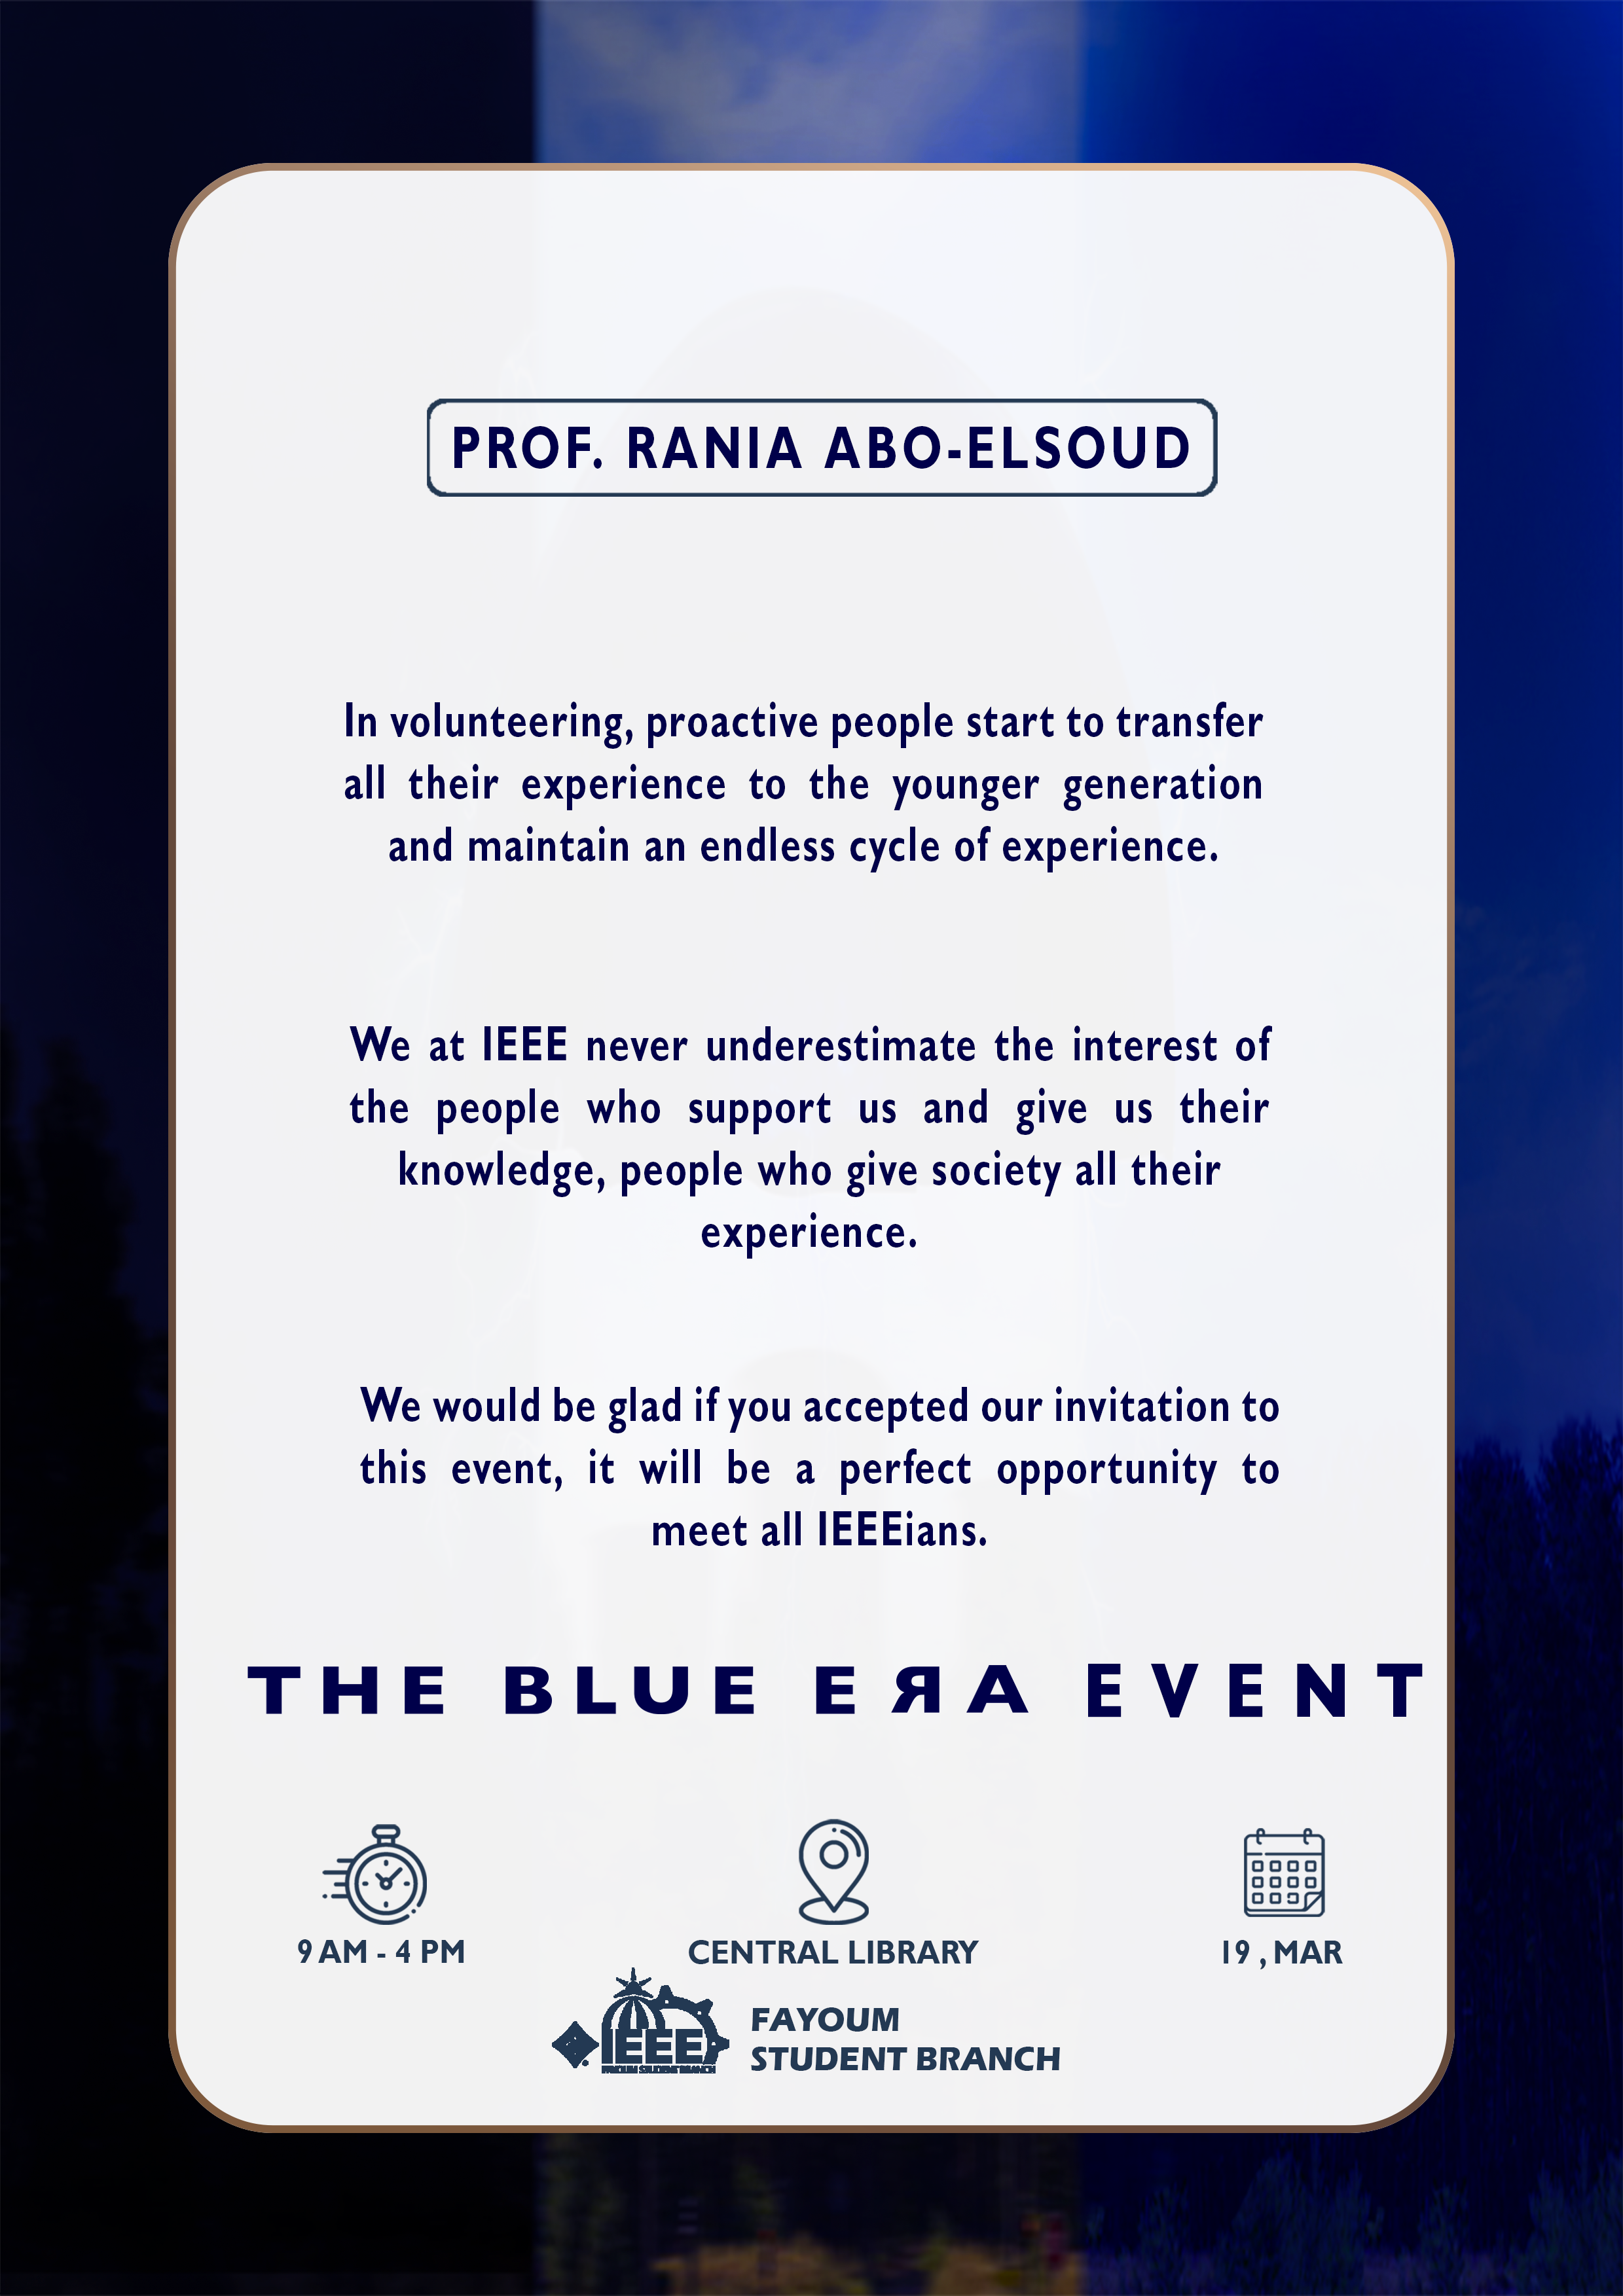 PROF. RANIA ABO-ELSOUD
In volunteering, proactive people start to transfer
all their experience to the younger generation
and maintain an endless cycle of experience.
We at IEEE never underestimate the interest of
the people who support us and give us their
knowledge, people who give society all their
experience.
We would be glad if you accepted our invitation to
this event, it will be a perfect opportunity to
meet all IEEEians.
THE BLUE EЯA EVENT
9 AM - 4 PM
CENTRAL LIBRARY
19 , MAR
IEEE
FAYOUM STUDENT BRANCH
FAYOUM
STUDENT BRANCH